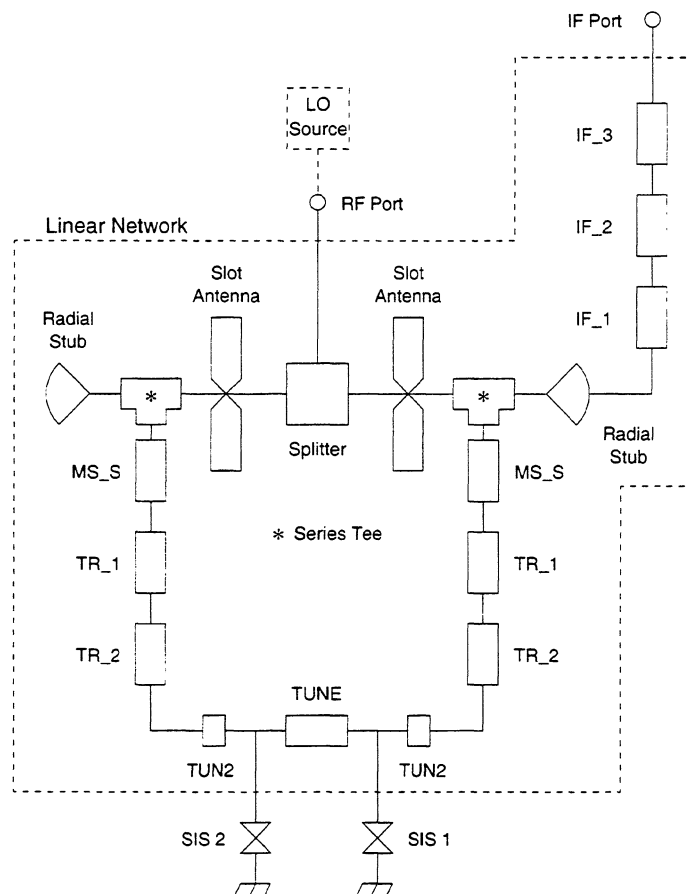 IF Port
LO
Source
IF_3
RF Port
Linear Network
IF_2
Slot
Antenna
Slot
Antenna
Radial
Stub
IF_1
*
*
Splitter
Radial
Stub
MS_S
MS_S
* Series Tee
TR_1
TR_1
TR_2
TR_2
TUNE
TUN2
TUN2
SIS 2
SIS 1